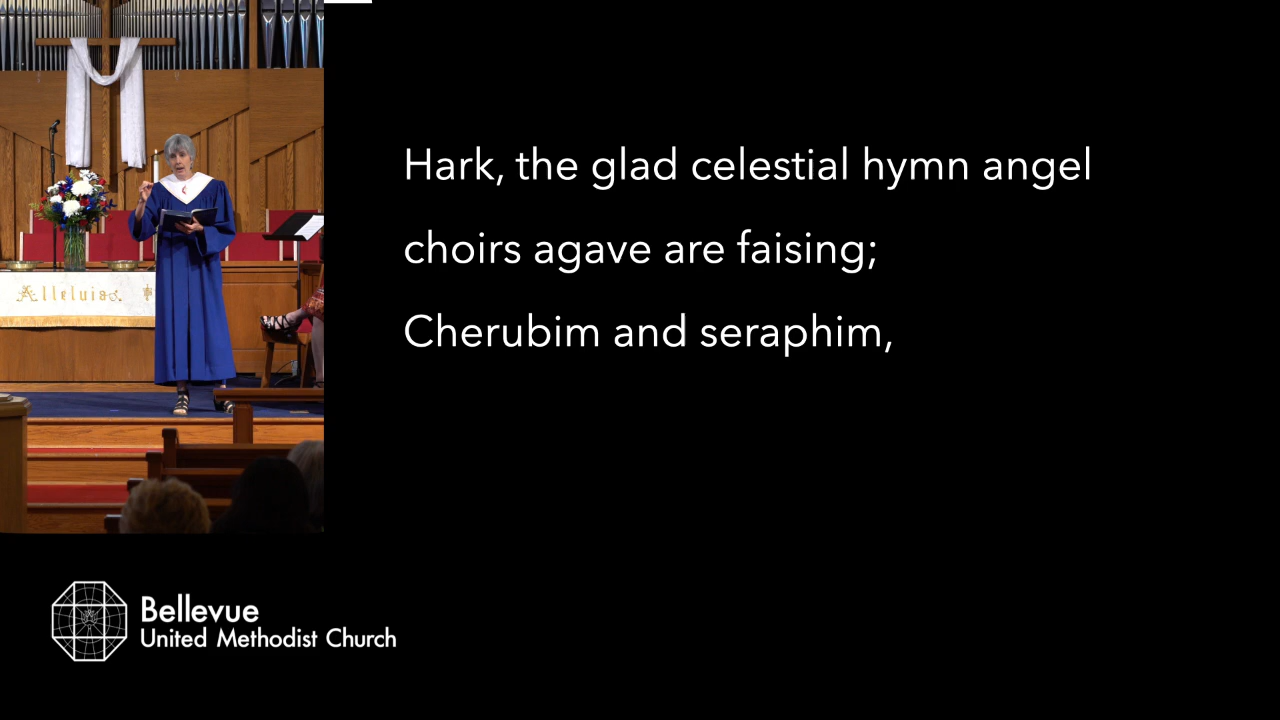 Hark, the glad celestial hymn angel
choirs agave are faising;
Cherubim and seraphim,
Alleluia
Bellevue
United Methodist Church